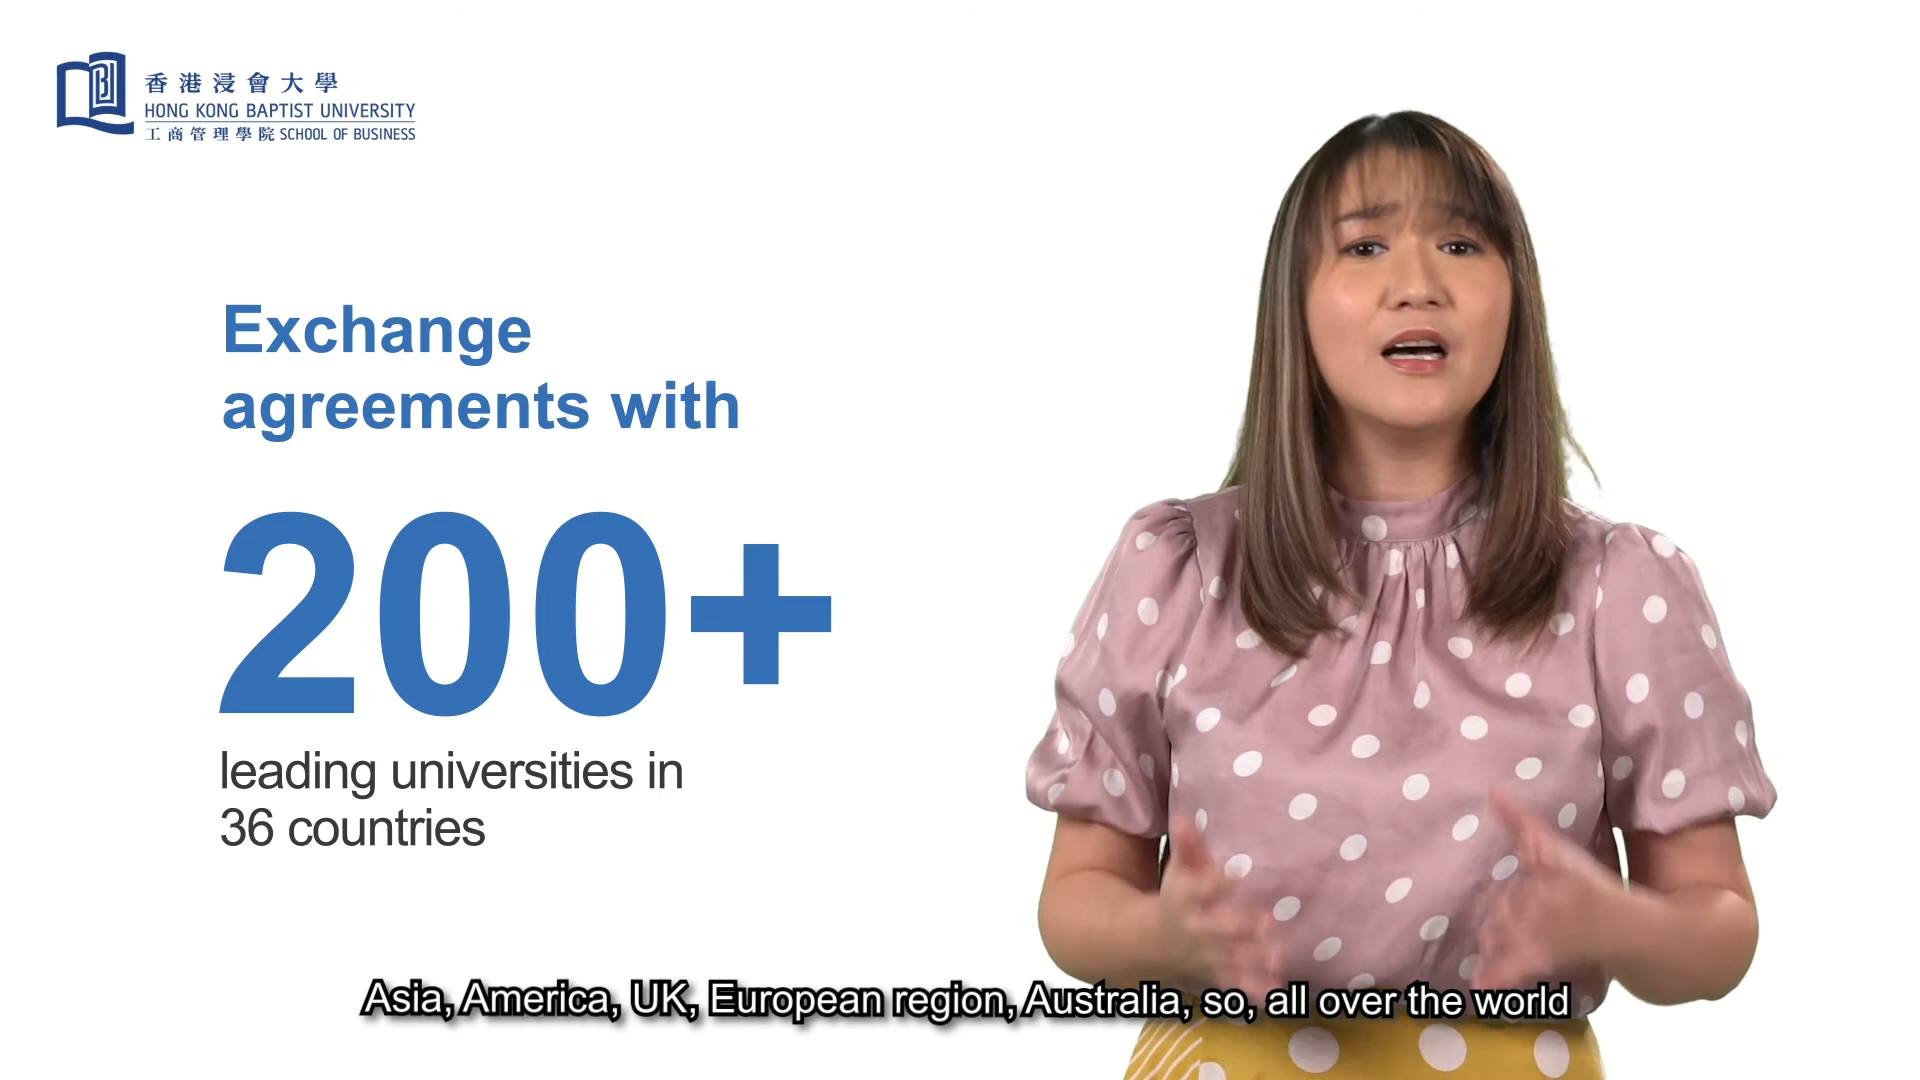 香港浸會大學
HONG KONG BAPTIST UNIVERSITY
工商管理學院 SCHOOL OF BUSINESS
Exchange
agreements with
200+
leading universities in
36 countries
Asia, America, UK, European region, Australia, so, all over the world